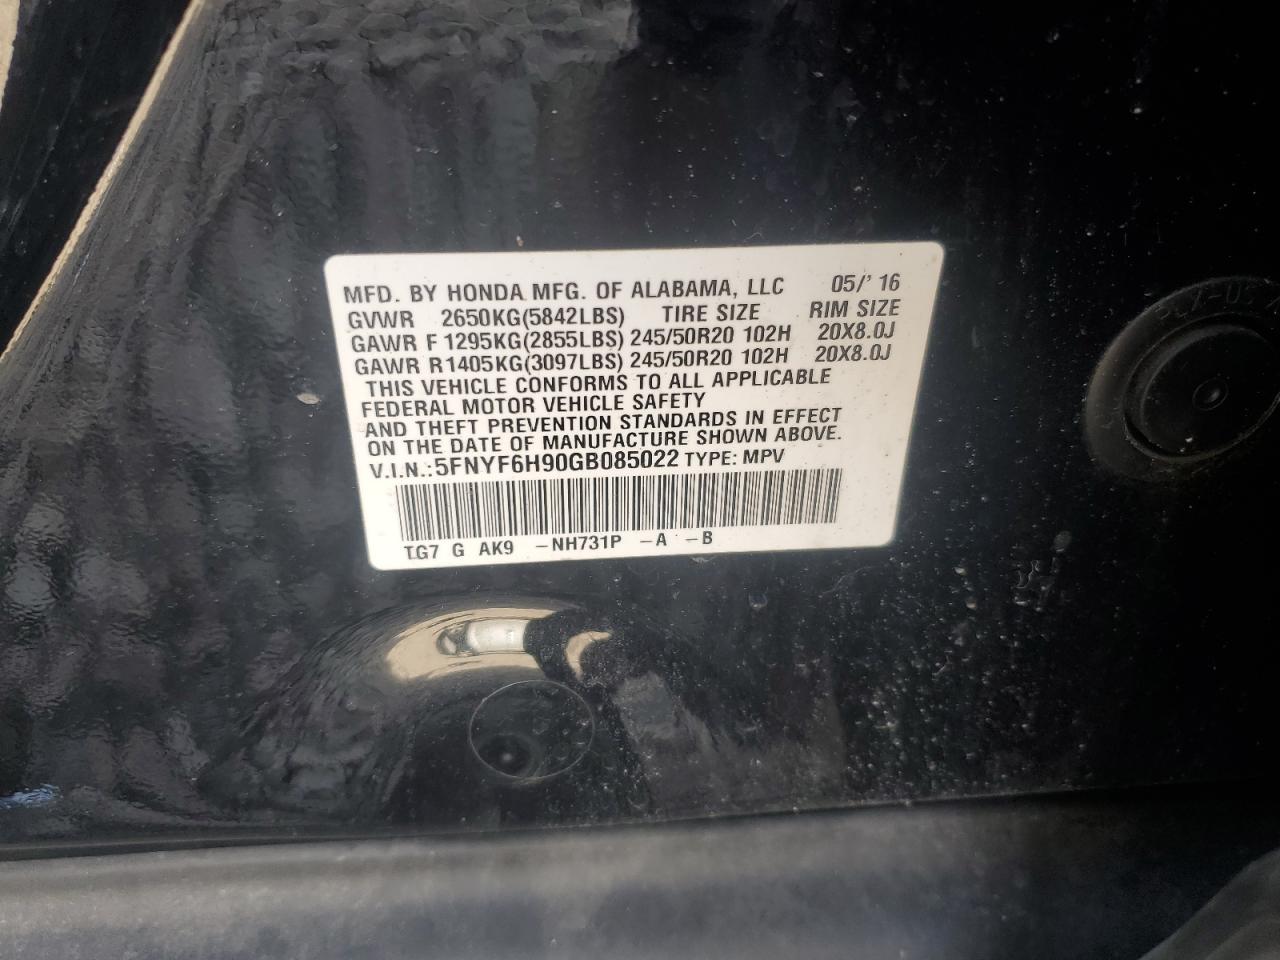 MFD. BY HONDA MFG. OF ALABAMA, LLC 05/'16
GVWR 2650KG(5842LBS) TIRE SIZE RIM SIZE
GAWR F 1295KG(2855LBS) 245/50R20 102H 20X8.0J
GAWR R1405KG(3097LBS) 245/50R20 102H 20X8.0J
THIS VEHICLE CONFORMS TO ALL APPLICABLE
FEDERAL MOTOR VEHICLE SAFETY
AND THEFT PREVENTION STANDARDS IN EFFECT
ON THE DATE OF MANUFACTURE SHOWN ABOVE.
V.I.N.: 5FNYF6H90GB085022 TYPE: MPV
TG7 G AK9 -NH731P -A -B